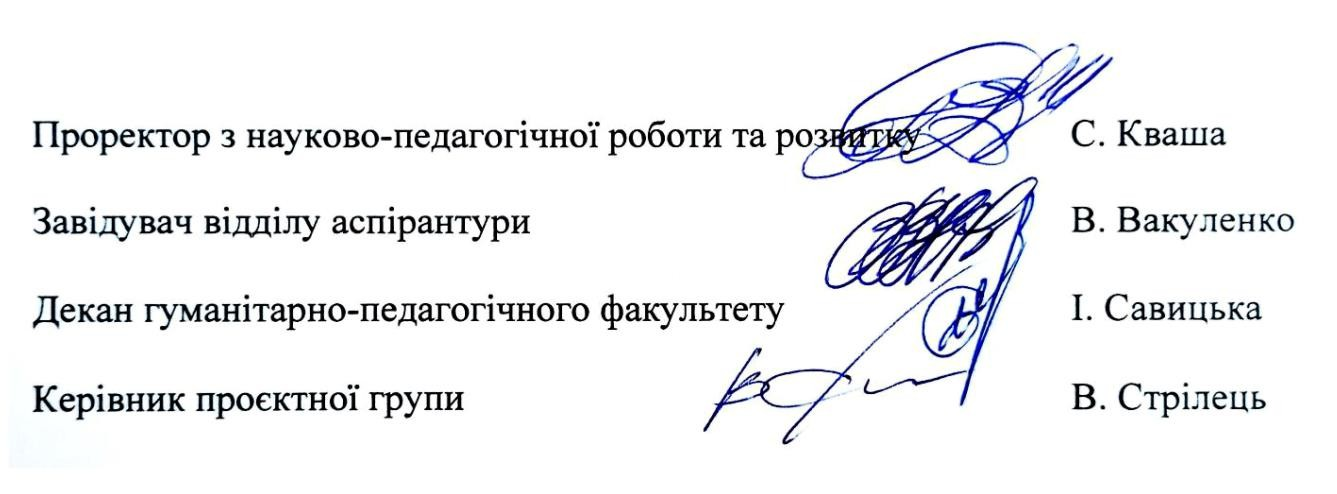 Проректор з науково-педагогічної роботи та розвитку С. Кваша
Завідувач відділу аспірантури В. Вакуленко
Декан гуманітарно-педагогічного факультету І. Савицька
Керівник проєктної групи В. Стрілець